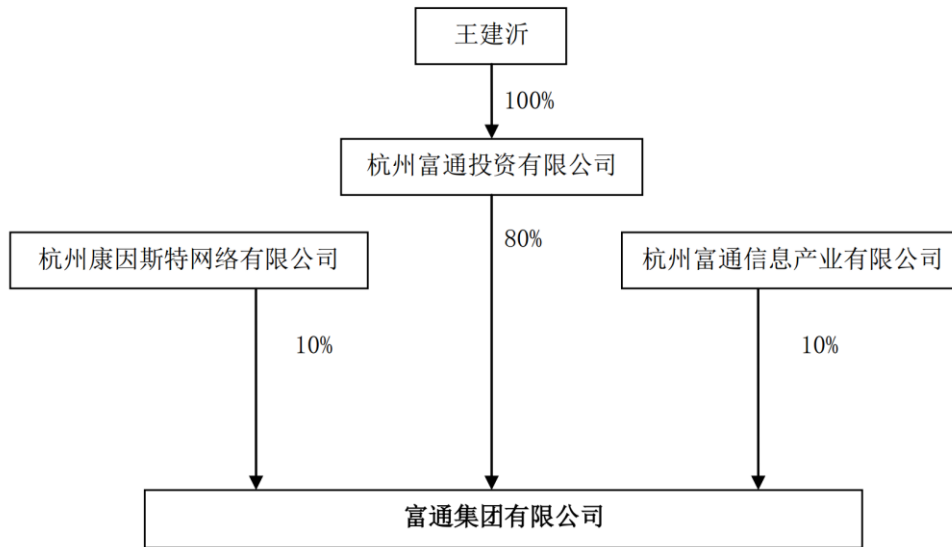 王建沂
100%
杭州富通投资有限公司
80%
杭州康因斯特网络有限公司
杭州富通信息产业有限公司
10%
10%
富通集团有限公司